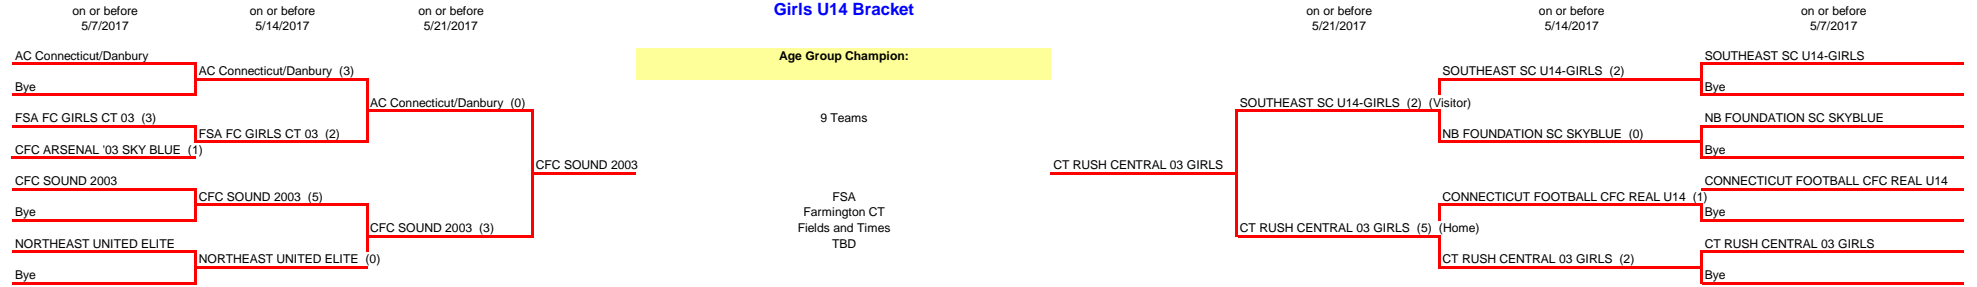 on or before
5/7/2017
on or before
5/14/2017
on or before
5/21/2017
Girls U14 Bracket
on or before
5/21/2017
on or before
5/14/2017
on or before
5/7/2017
AC Connecticut/Danbury
AC Connecticut/Danbury (3)
Bye
AC Connecticut/Danbury (0)
FSA FC GIRLS CT 03 (3)
FSA FC GIRLS CT 03 (2)
CFC ARSENAL '03 SKY BLUE (1)
CFC SOUND 2003
CFC SOUND 2003
CFC SOUND 2003 (5)
Bye
CFC SOUND 2003 (3)
NORTHEAST UNITED ELITE
NORTHEAST UNITED ELITE (0)
Bye
Age Group Champion:
9 Teams
FSA
Farmington CT
Fields and Times
TBD
SOUTHEAST SC U14-GIRLS
SOUTHEAST SC U14-GIRLS (2)
Bye
SOUTHEAST SC U14-GIRLS (2) (Visitor)
NB FOUNDATION SC SKYBLUE
NB FOUNDATION SC SKYBLUE (0)
Bye
CT RUSH CENTRAL 03 GIRLS
CONNECTICUT FOOTBALL CFC REAL U14
CONNECTICUT FOOTBALL CFC REAL U14 (1)
Bye
CT RUSH CENTRAL 03 GIRLS (5) (Home)
CT RUSH CENTRAL 03 GIRLS
CT RUSH CENTRAL 03 GIRLS (2)
Bye